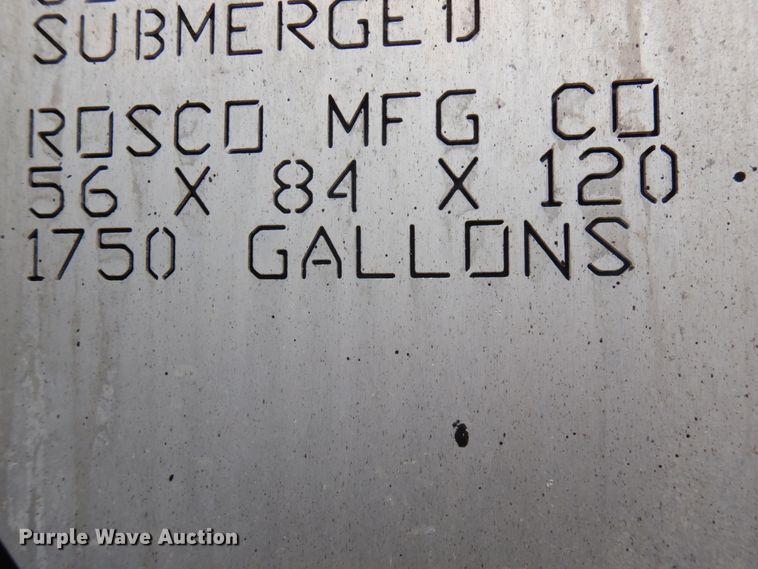 SUBMERGED
ROSCO MFG CO
56 X 84 X 120
1750 GALLONS
Purple Wave Auction